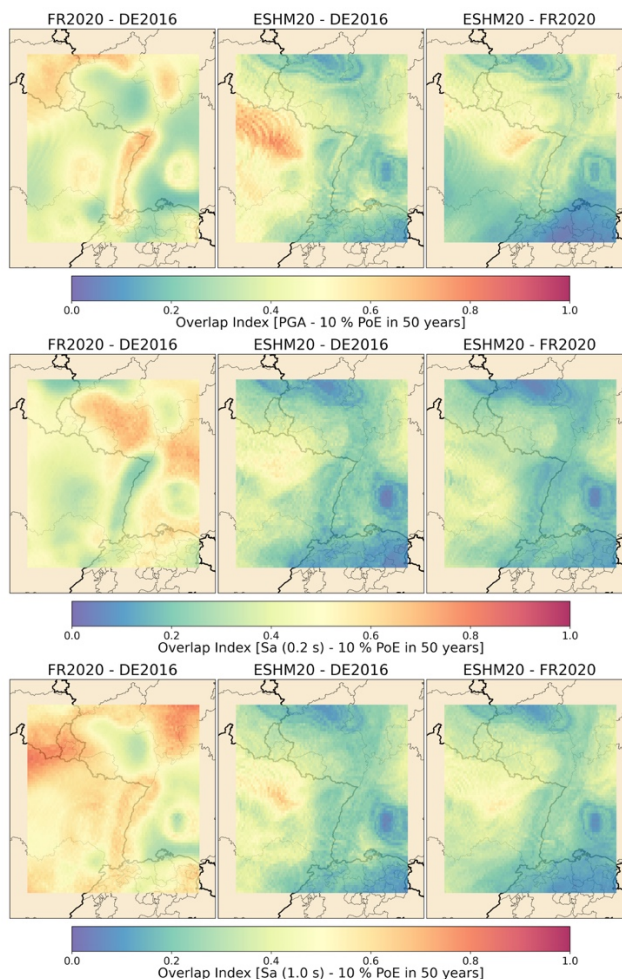 FR2020 - DE2016 ESHM20 - DE2016 ESHM20 - FR2020
0.0 0.2 0.4 0.6 0.8 1.0
Overlap Index [PGA - 10 % PoE in 50 years]
FR2020 - DE2016 ESHM20 - DE2016 ESHM20 - FR2020
0.0 0.2 0.4 0.6 0.8 1.0
Overlap Index [Sa (0.2 s) - 10 % PoE in 50 years]
FR2020 - DE2016 ESHM20 - DE2016 ESHM20 - FR2020
0.0 0.2 0.4 0.6 0.8 1.0
Overlap Index [Sa (1.0 s) - 10 % PoE in 50 years]